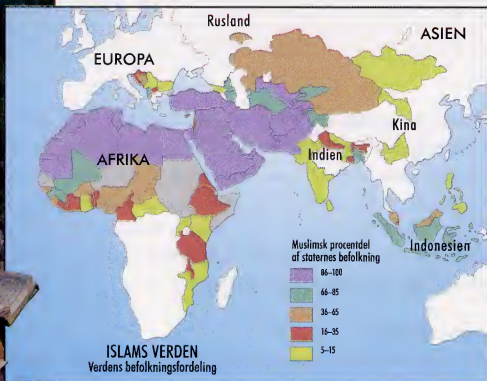 Rusland
ASIEN
EUROPA
Kina
AFRIKA
Indien
Indonesien
Muslimsk procentdel
af staternes befolkning
86–100
66–85
36–65
16–35
5–15
ISLAMS VERDEN
Verdens befolkningsfordeling